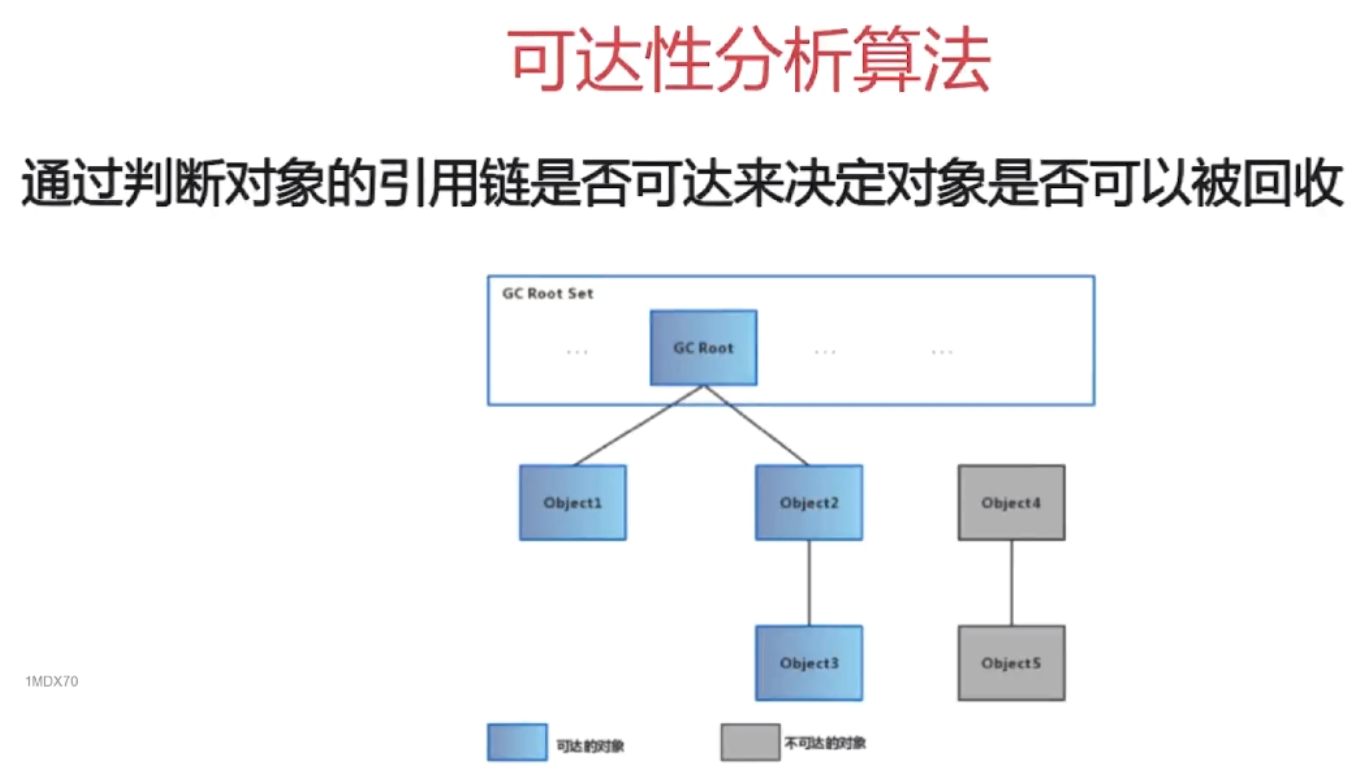 可达性分析算法
通过判断对象的引用链是否可达来决定对象是否可以被回收
GC Root Set
... GC Root ... ...
Object1 Object2 Object4
Object3 Object5
1MDX70
可达的对象 不可达的对象